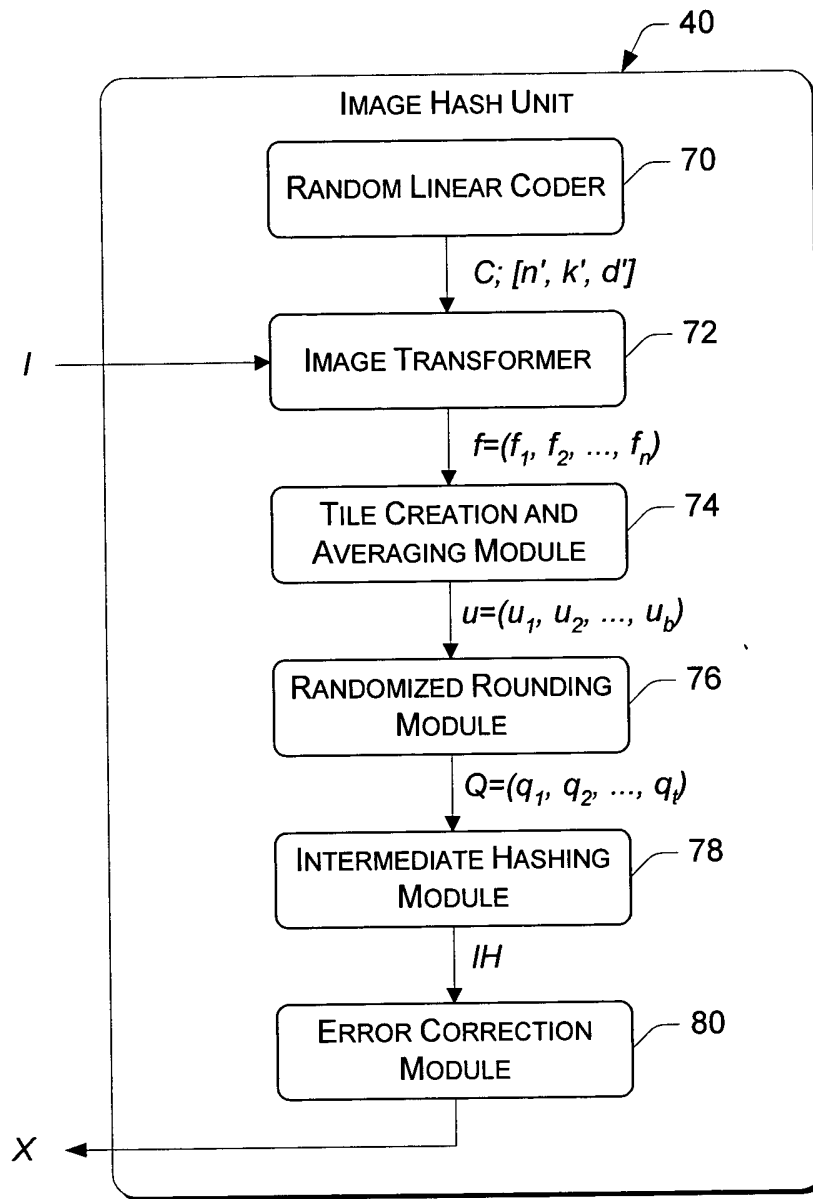 40
IMAGE HASH UNIT
RANDOM LINEAR CODER
70
C; [n', k', d']
I
IMAGE TRANSFORMER
72
f=(f1, f2, ..., fn)
TILE CREATION AND
AVERAGING MODULE
74
u=(u1, u2, ..., ub)
RANDOMIZED ROUNDING
MODULE
76
Q=(q1, q2, ..., qt)
INTERMEDIATE HASHING
MODULE
78
IH
ERROR CORRECTION
MODULE
80
X